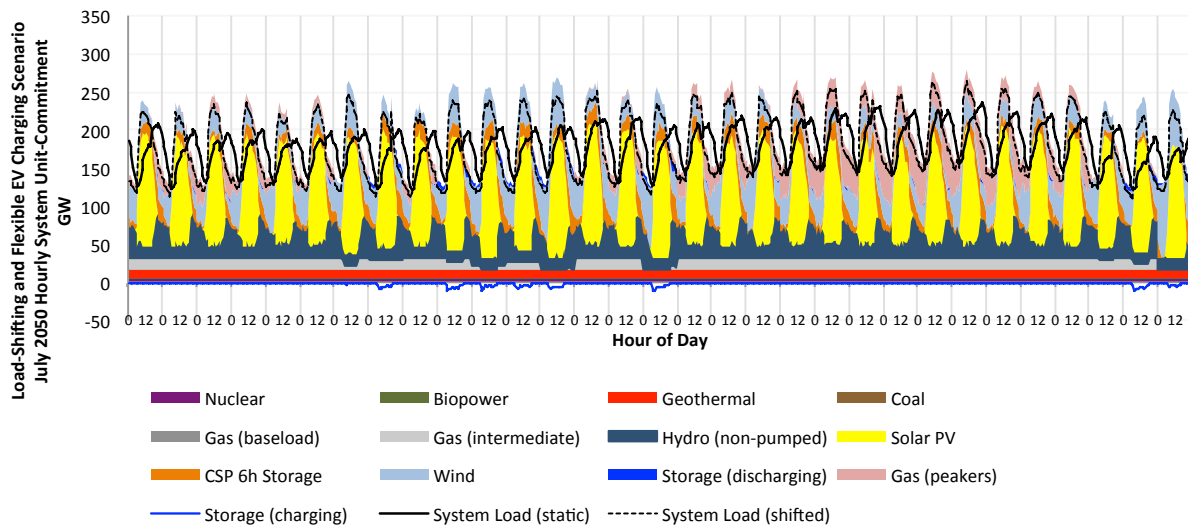 Load-Shifting and Flexible EV Charging Scenario
July 2050 Hourly System Unit-Commitment
GW
350
300
250
200
150
100
50
0
-50
0 12 0 12 0 12 0 12 0 12 0 12 0 12 0 12 0 12 0 12 0 12 0 12 0 12 0 12 0 12 0 12 0 12 0 12 0 12 0 12 0 12 0 12 0 12 0 12 0 12 0 12 0 12 0 12 0 12 0 12 0 12
Hour of Day
Nuclear Biopower Geothermal Coal
Gas (baseload) Gas (intermediate) Hydro (non-pumped) Solar PV
CSP 6h Storage Wind Storage (discharging) Gas (peakers)
Storage (charging) System Load (static) System Load (shifted)